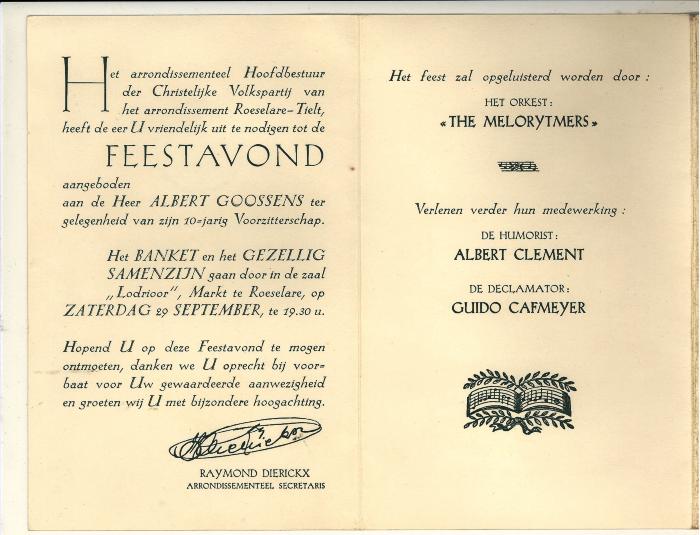 Het arrondissementeel Hoofdbestuur
der Christelijke Volkspartij van
het arrondissement Roeselare-Tielt,
heeft de eer U vriendelijk uit te nodigen tot de
FEESTAVOND
aangeboden
aan de Heer ALBERT GOOSSENS ter
gelegenheid van zijn 10=jarig Voorzitterschap.
Het BANKET en het GEZELLIG
SAMENZIJN gaan door in de zaal
„Lodrioor", Markt te Roeselare, op
ZATERDAG 29 SEPTEMBER, te 19.30 u.
Hopend U op deze Feestavond te mogen
ontmoeten, danken we U oprecht bij voor=
baat voor Uw gewaardeerde aanwezigheid
en groeten wij U met bijzondere hoogachting.
RAYMOND DIERICKX
ARRONDISSEMENTEEL SECRETARIS
Het feest zal opgeluisterd worden door :
HET ORKEST:
« THE MELORYTMERS »
Verlenen verder hun medewerking :
DE HUMORIST:
ALBERT CLEMENT
DE DECLAMATOR:
GUIDO CAFMEYER